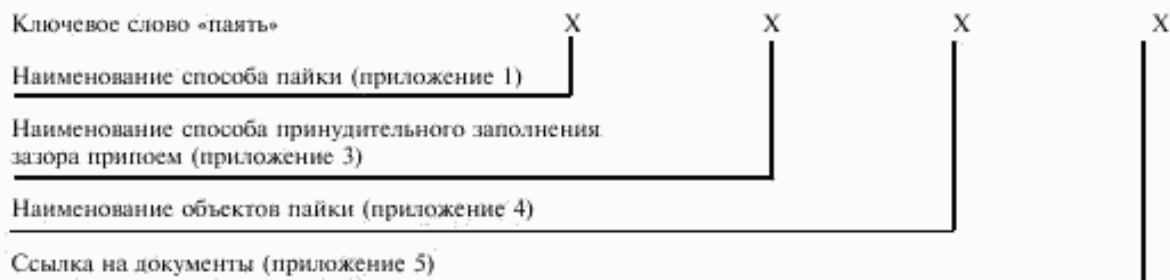 Ключевое слово «паять» X X X X
Наименование способа пайки (приложение 1)
Наименование способа принудительного заполнения
зазора припоем (приложение 3)
Наименование объектов пайки (приложение 4)
Ссылка на документы (приложение 5)